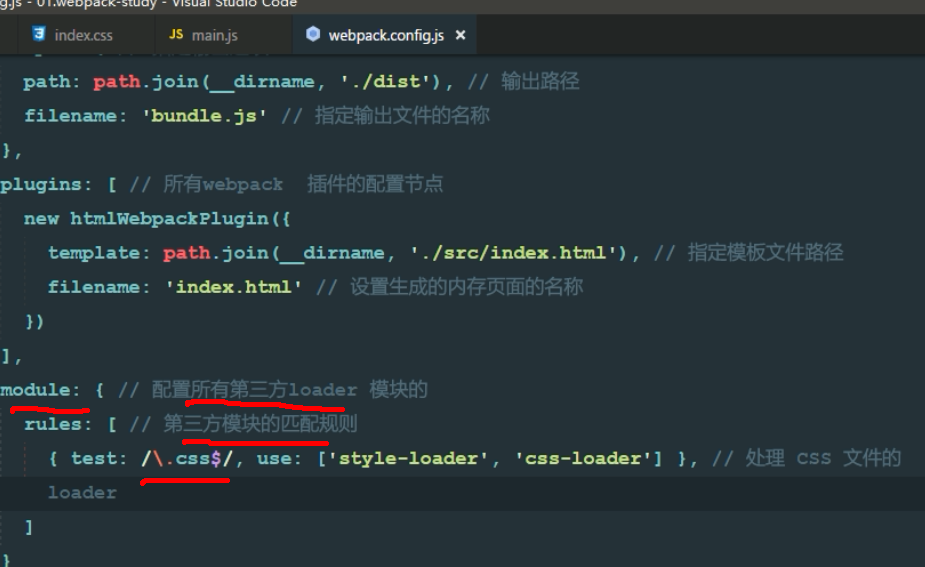 g.js - 01.webpack-study - Visual Studio Code
index.css
JS main.js
webpack.config.js ×
path: path.join(__dirname, './dist'), // 输出路径
filename: 'bundle.js' // 指定输出文件的名称
},
plugins: [ // 所有webpack 插件的配置节点
new htmlWebpackPlugin({
template: path.join(__dirname, './src/index.html'), // 指定模板文件路径
filename: 'index.html' // 设置生成的内存页面的名称
})
],
module: { // 配置所有第三方loader 模块的
rules: [ // 第三方模块的匹配规则
{ test: /\.css$/, use: ['style-loader', 'css-loader'] }, // 处理 css 文件的
loader
]
}